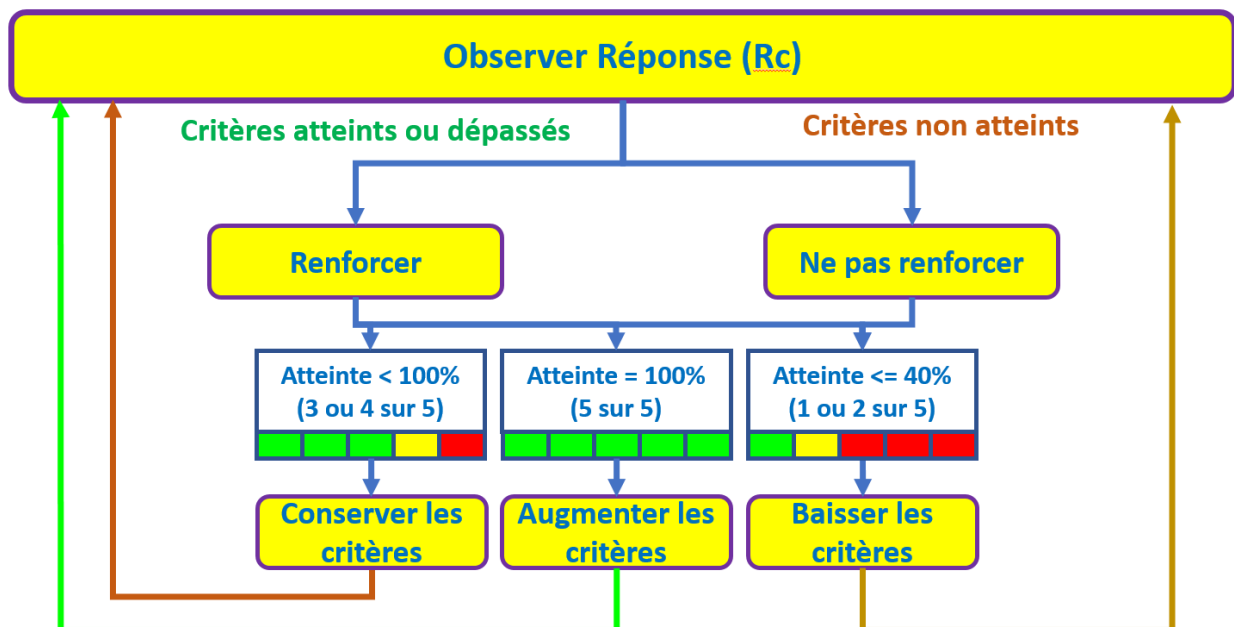 Observer Réponse (Rc)
Critères atteints ou dépassés
Critères non atteints
Renforcer
Ne pas renforcer
Atteinte < 100%
(3 ou 4 sur 5)
Atteinte = 100%
(5 sur 5)
Atteinte <= 40%
(1 ou 2 sur 5)
Conserver les
critères
Augmenter les
critères
Baisser les
critères